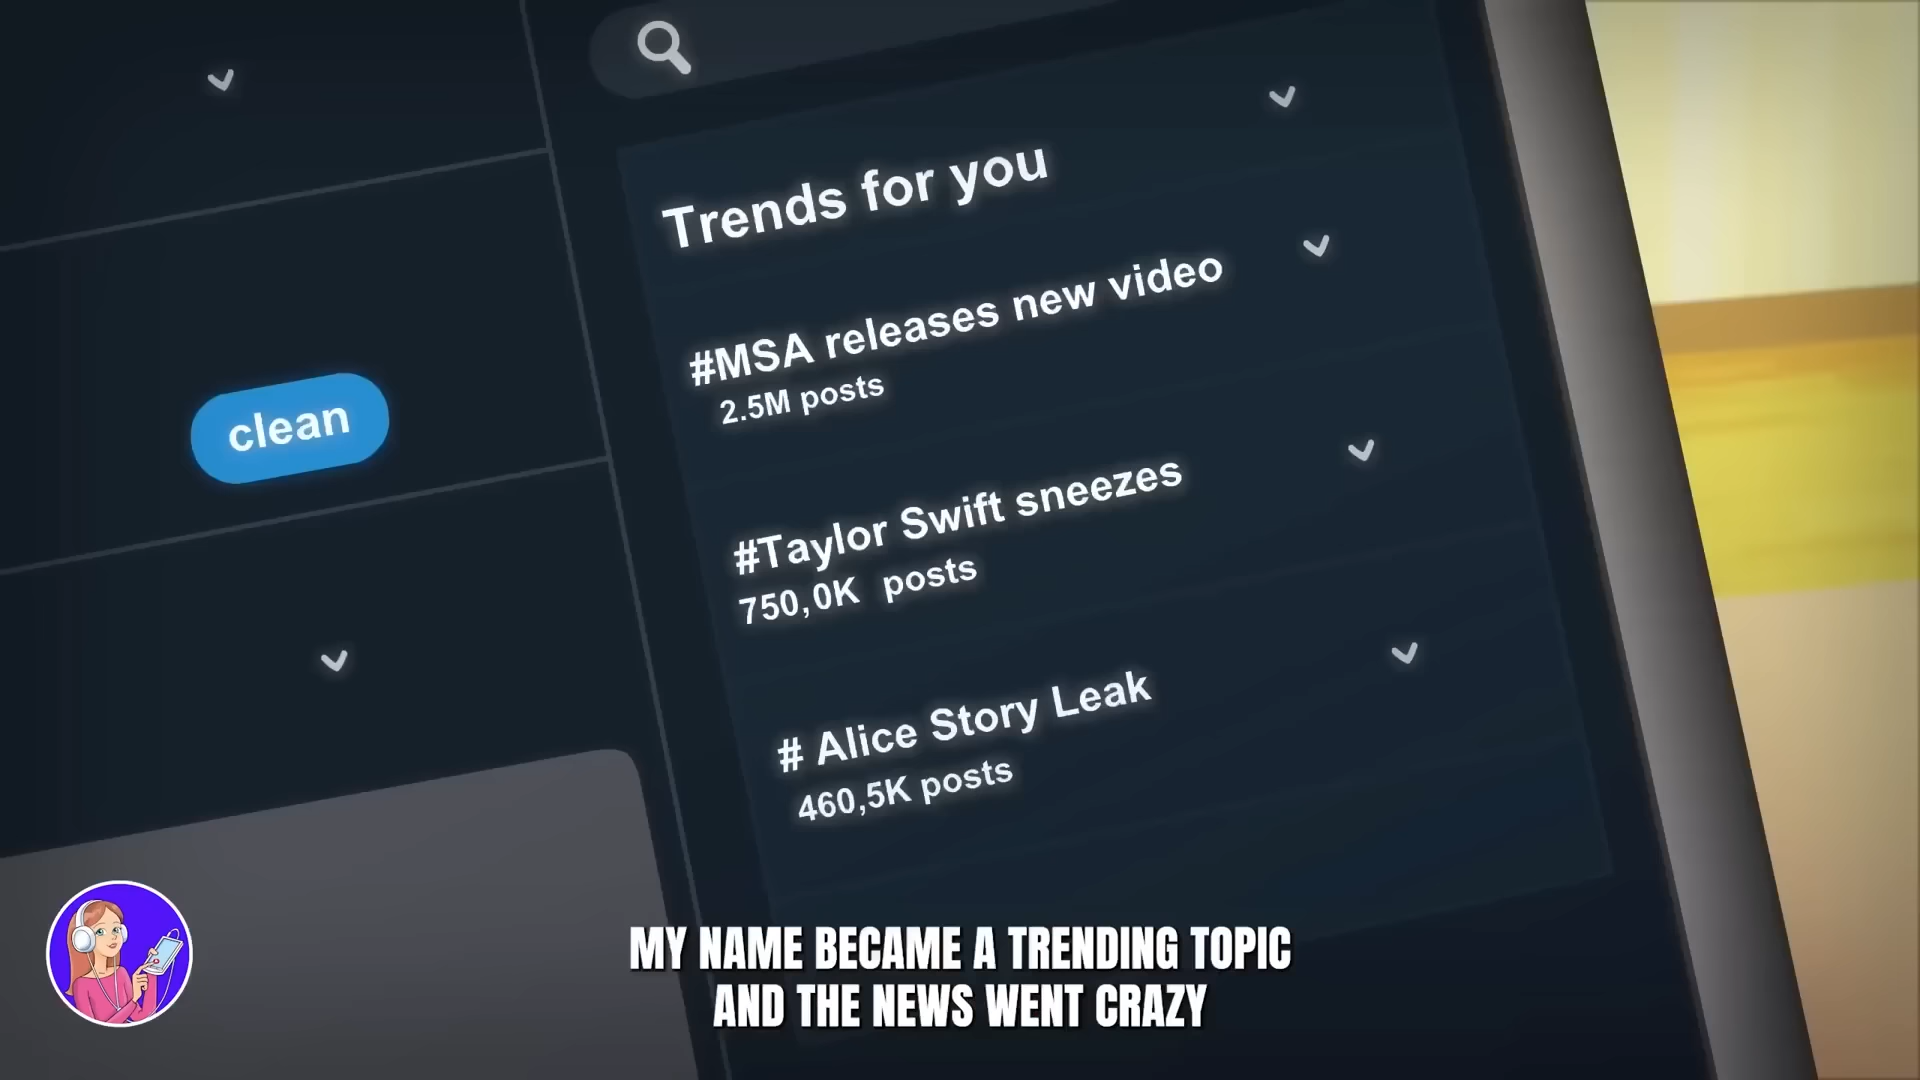 clean
Trends for you
#MSA releases new video
2.5M posts
#Taylor Swift sneezes
750,0K posts
# Alice Story Leak
460,5K posts
MY NAME BECAME A TRENDING TOPIC
AND THE NEWS WENT CRAZY